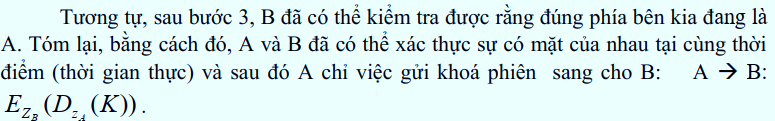 Tương tự, sau bước 3, B đã có thể kiểm tra được rằng đúng phía bên kia đang là
A. Tóm lại, bằng cách đó, A và B đã có thể xác thực sự có mặt của nhau tại cùng thời
điểm (thời gian thực) và sau đó A chỉ việc gửi khoá phiên sang cho B: A → B:
E_{Z_B}(D_{z_A}(K)).